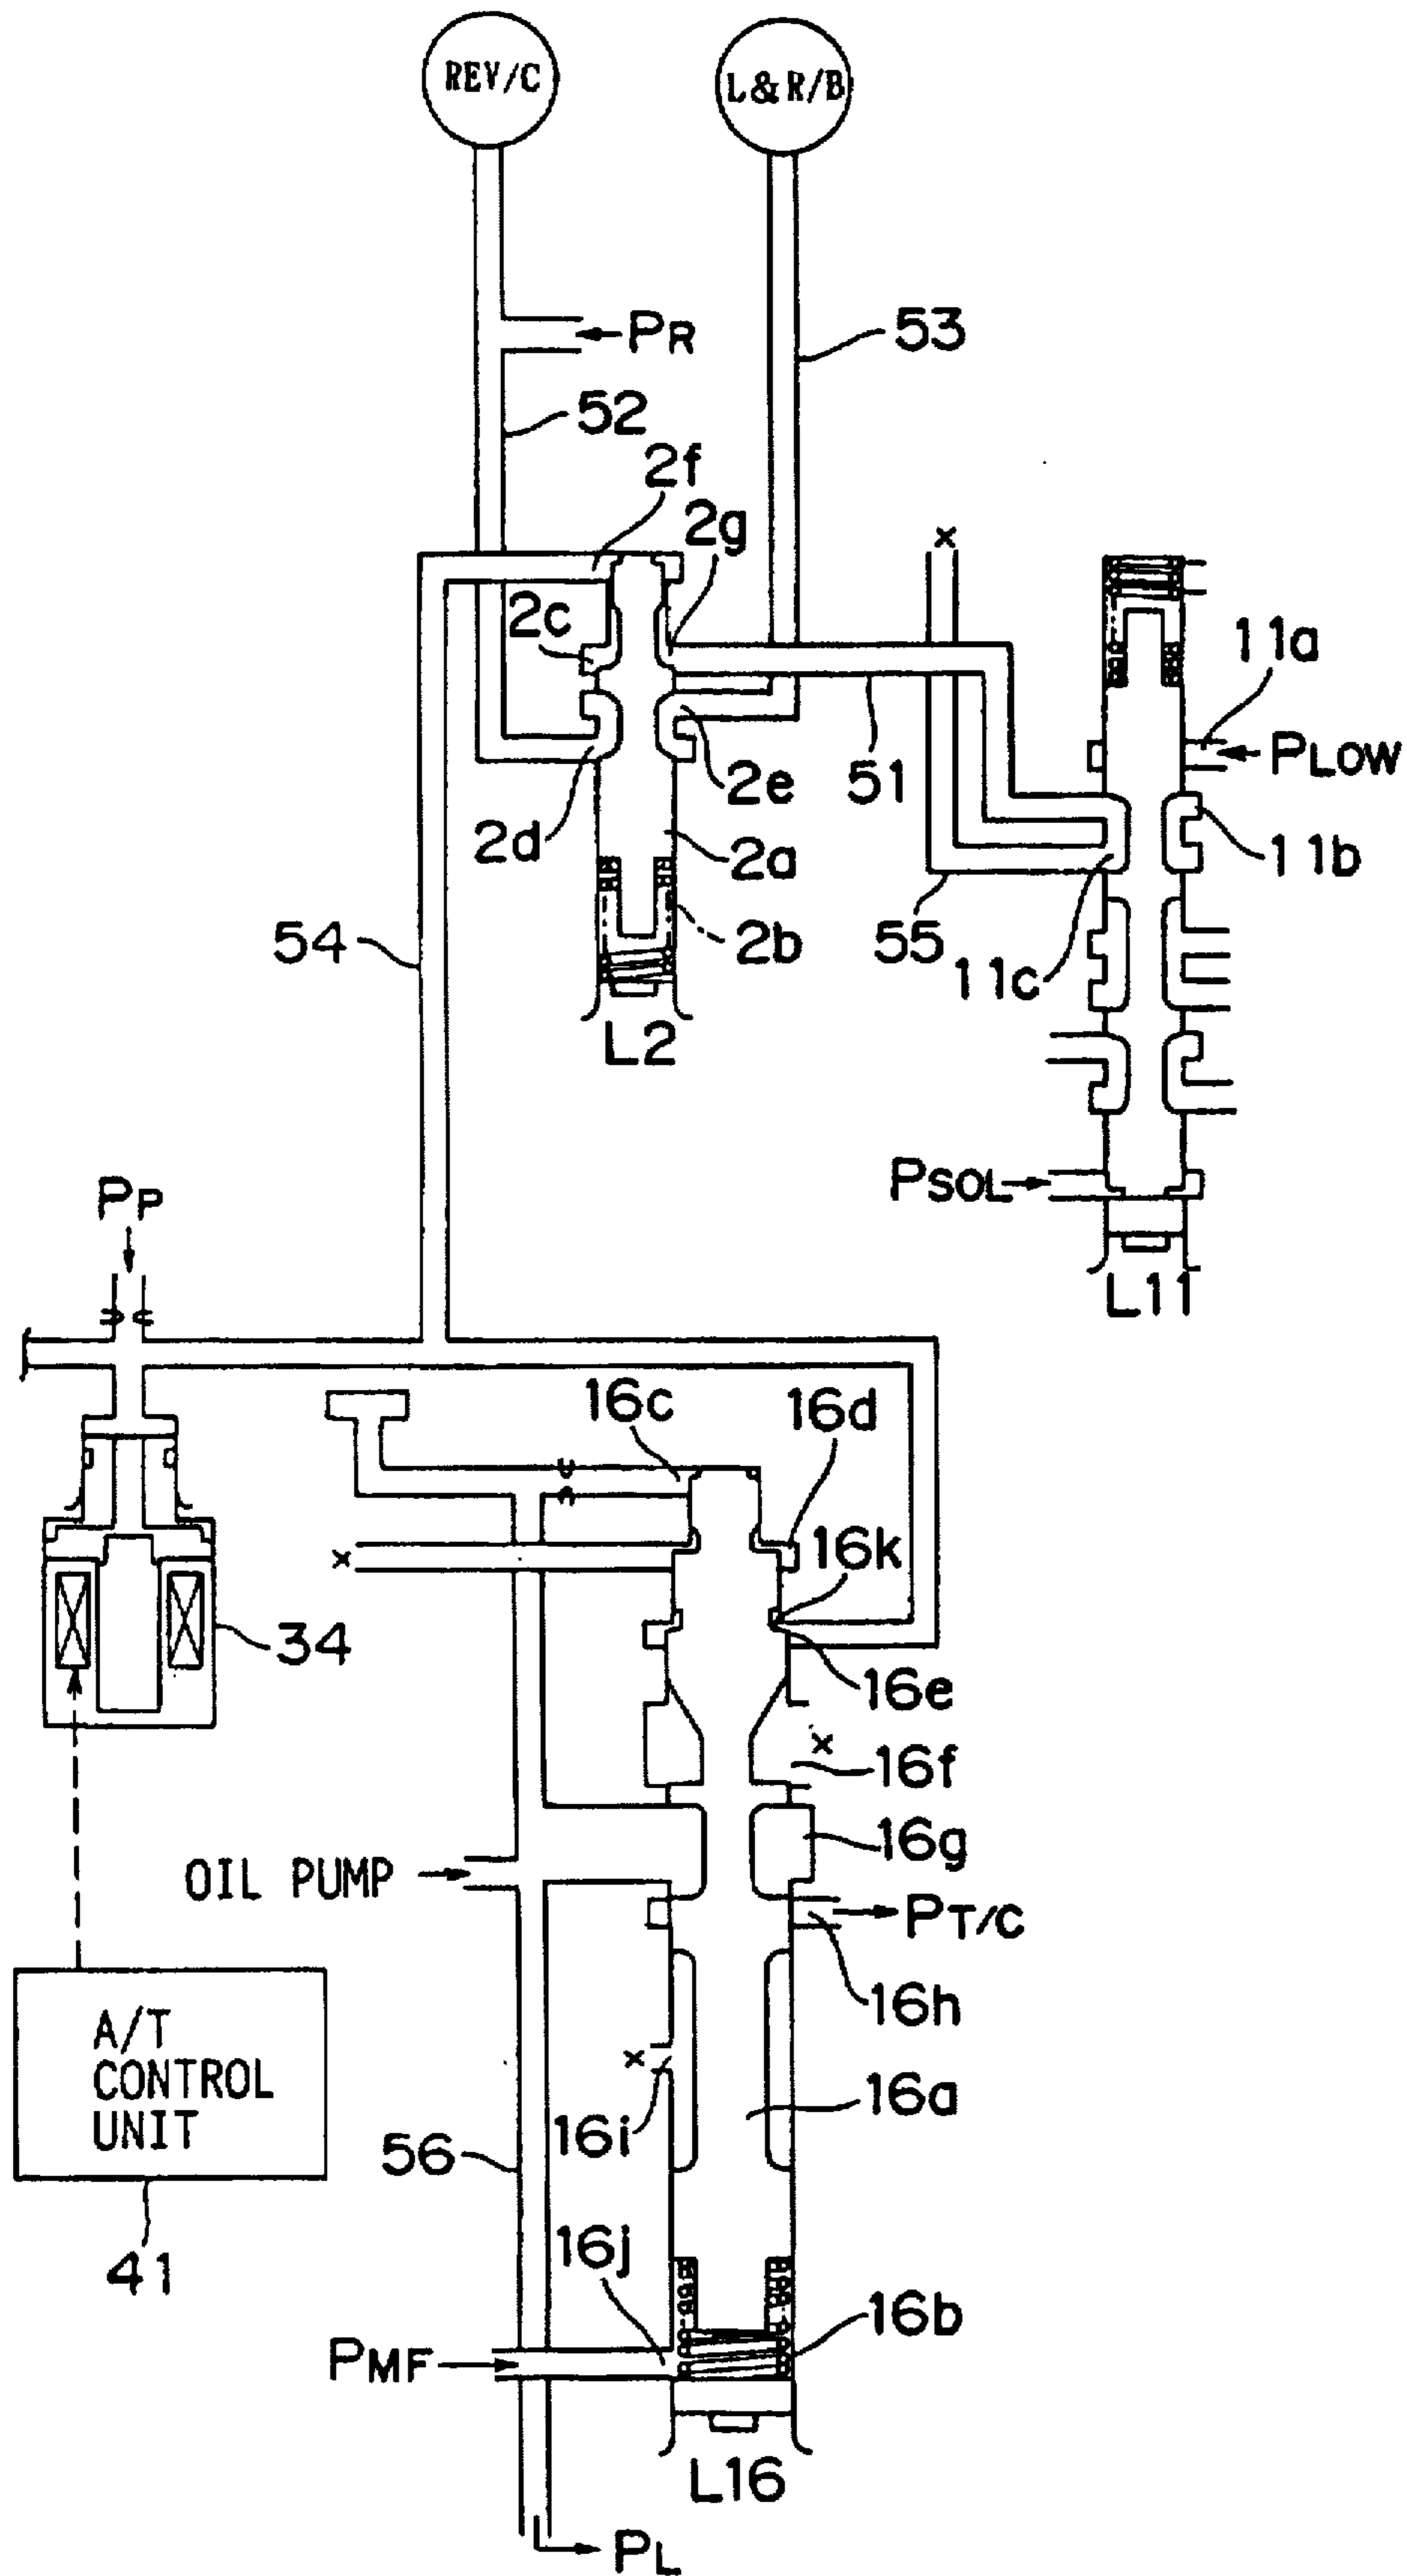 REV/C
L&R/B
PR
53
52
2f
2g
2c
11a
PLOW
2e
51
2d
2a
11b
54
2b
55
11c
L2
PP
PSOL
L11
16c
16d
16k
34
16e
x
16f
16g
OIL PUMP
PT/C
16h
A/T
CONTROL
UNIT
16a
16i
56
41
16j
16b
PMF
L16
PL